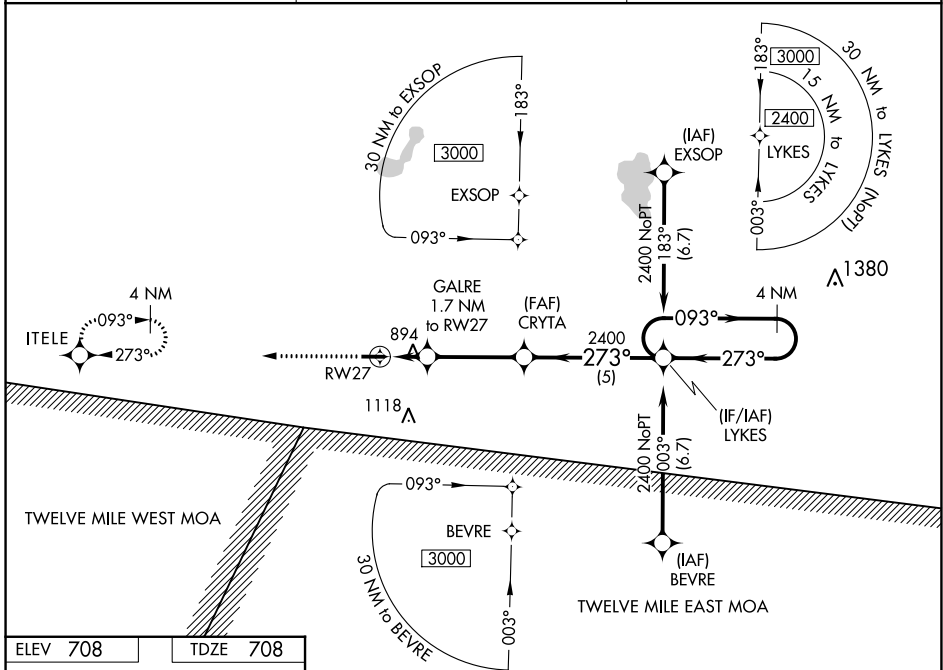 30 NM to EXSOP
183°
3000
EXSOP
093°
183°
3000
30 NM to LYKES (NoPT)
15 NM to LYKES
2400
LYKES
003°
(IAF)
EXSOP
2400 NoPT
183°
(6.7)
1380
4 NM
093°
273°
ITELE
GALRE
1.7 NM
to RW27
(FAF)
CRYTA
894
RW27
2400
273°
(5)
4 NM
093°
273°
(IF/IAF)
LYKES
1118
2400 NoPT
003°
(6.7)
TWELVE MILE WEST MOA
093°
BEVRE
3000
30 NM to BEVRE
003°
(IAF)
BEVRE
TWELVE MILE EAST MOA
ELEV 708
TDZE 708